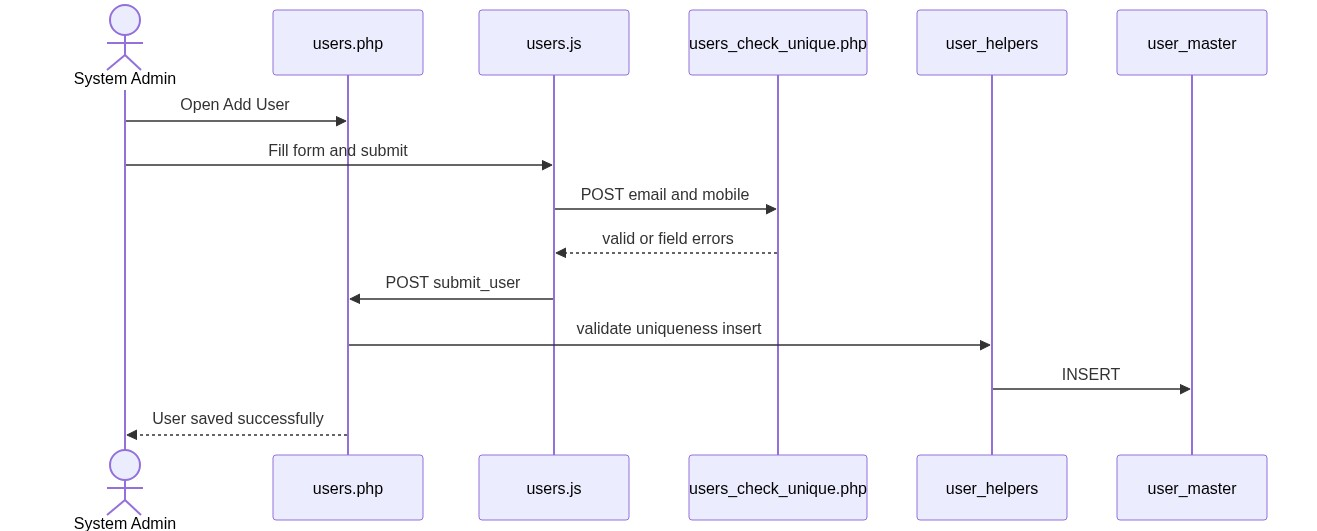 System Admin
users.php
users.js
users_check_unique.php
user_helpers
user_master
Open Add User
Fill form and submit
POST email and mobile
valid or field errors
POST submit_user
validate uniqueness insert
INSERT
User saved successfully
System Admin
users.php
users.js
users_check_unique.php
user_helpers
user_master